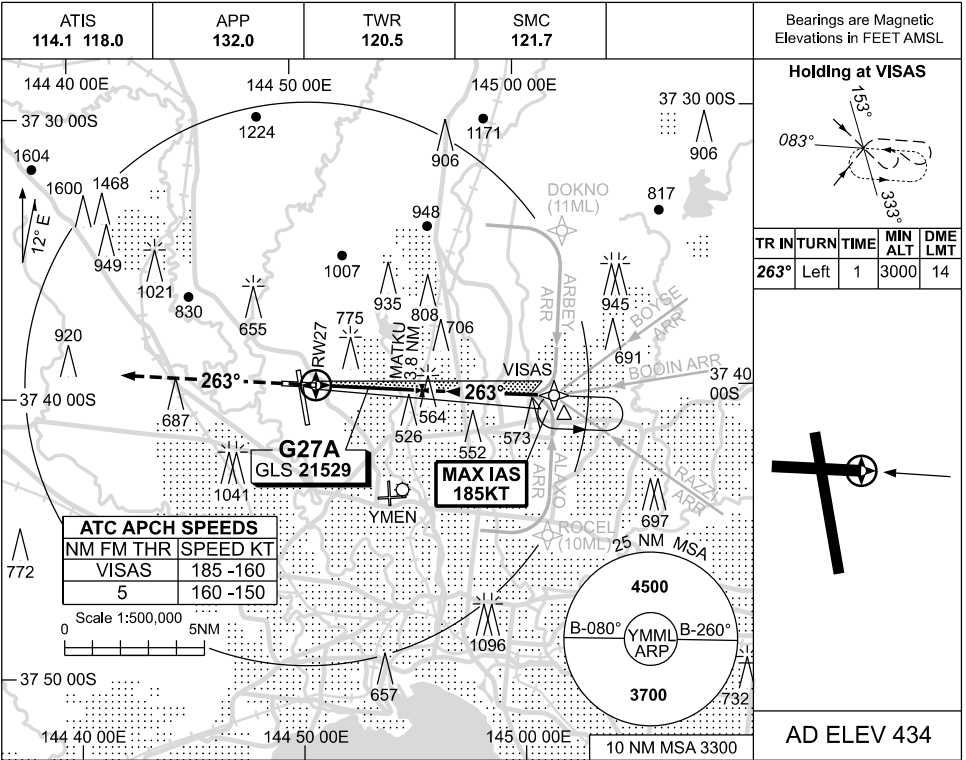 ATIS
114.1 118.0
APP
132.0
TWR
120.5
SMC
121.7
Bearings are Magnetic
Elevations in FEET AMSL
144 40 00E
144 50 00E
145 00 00E
37 30 00S
37 30 00S
1224
1171
906
906
1604
1600
1468
12° E
949
1021
830
655
948
1007
935
808
775
706
817
945
691
DOKNO
(11ML)
ARBEY
ARR
BOYSE
ARR
BOOIN ARR
920
RW27
MATKU
3.8 NM
VISAS
37 40
00S
37 40 00S
263°
263°
687
564
526
552
573
G27A
GLS 21529
MAX IAS
185KT
1041
YMEN
ALAXO
ARR
RAZZI
ARR
ROCEL
(10ML)
697
772
ATC APCH SPEEDS
NM FM THR SPEED KT
VISAS 185 -160
5 160 -150
Scale 1:500,000
0 5NM
25 NM MSA
4500
B-080°
YMML
ARP
B-260°
3700
1096
657
732
37 50 00S
144 40 00E
144 50 00E
145 00 00E
10 NM MSA 3300
Holding at VISAS
153°
083°
333°
TR IN TURN TIME MIN ALT DME LMT
263° Left 1 3000 14
AD ELEV 434